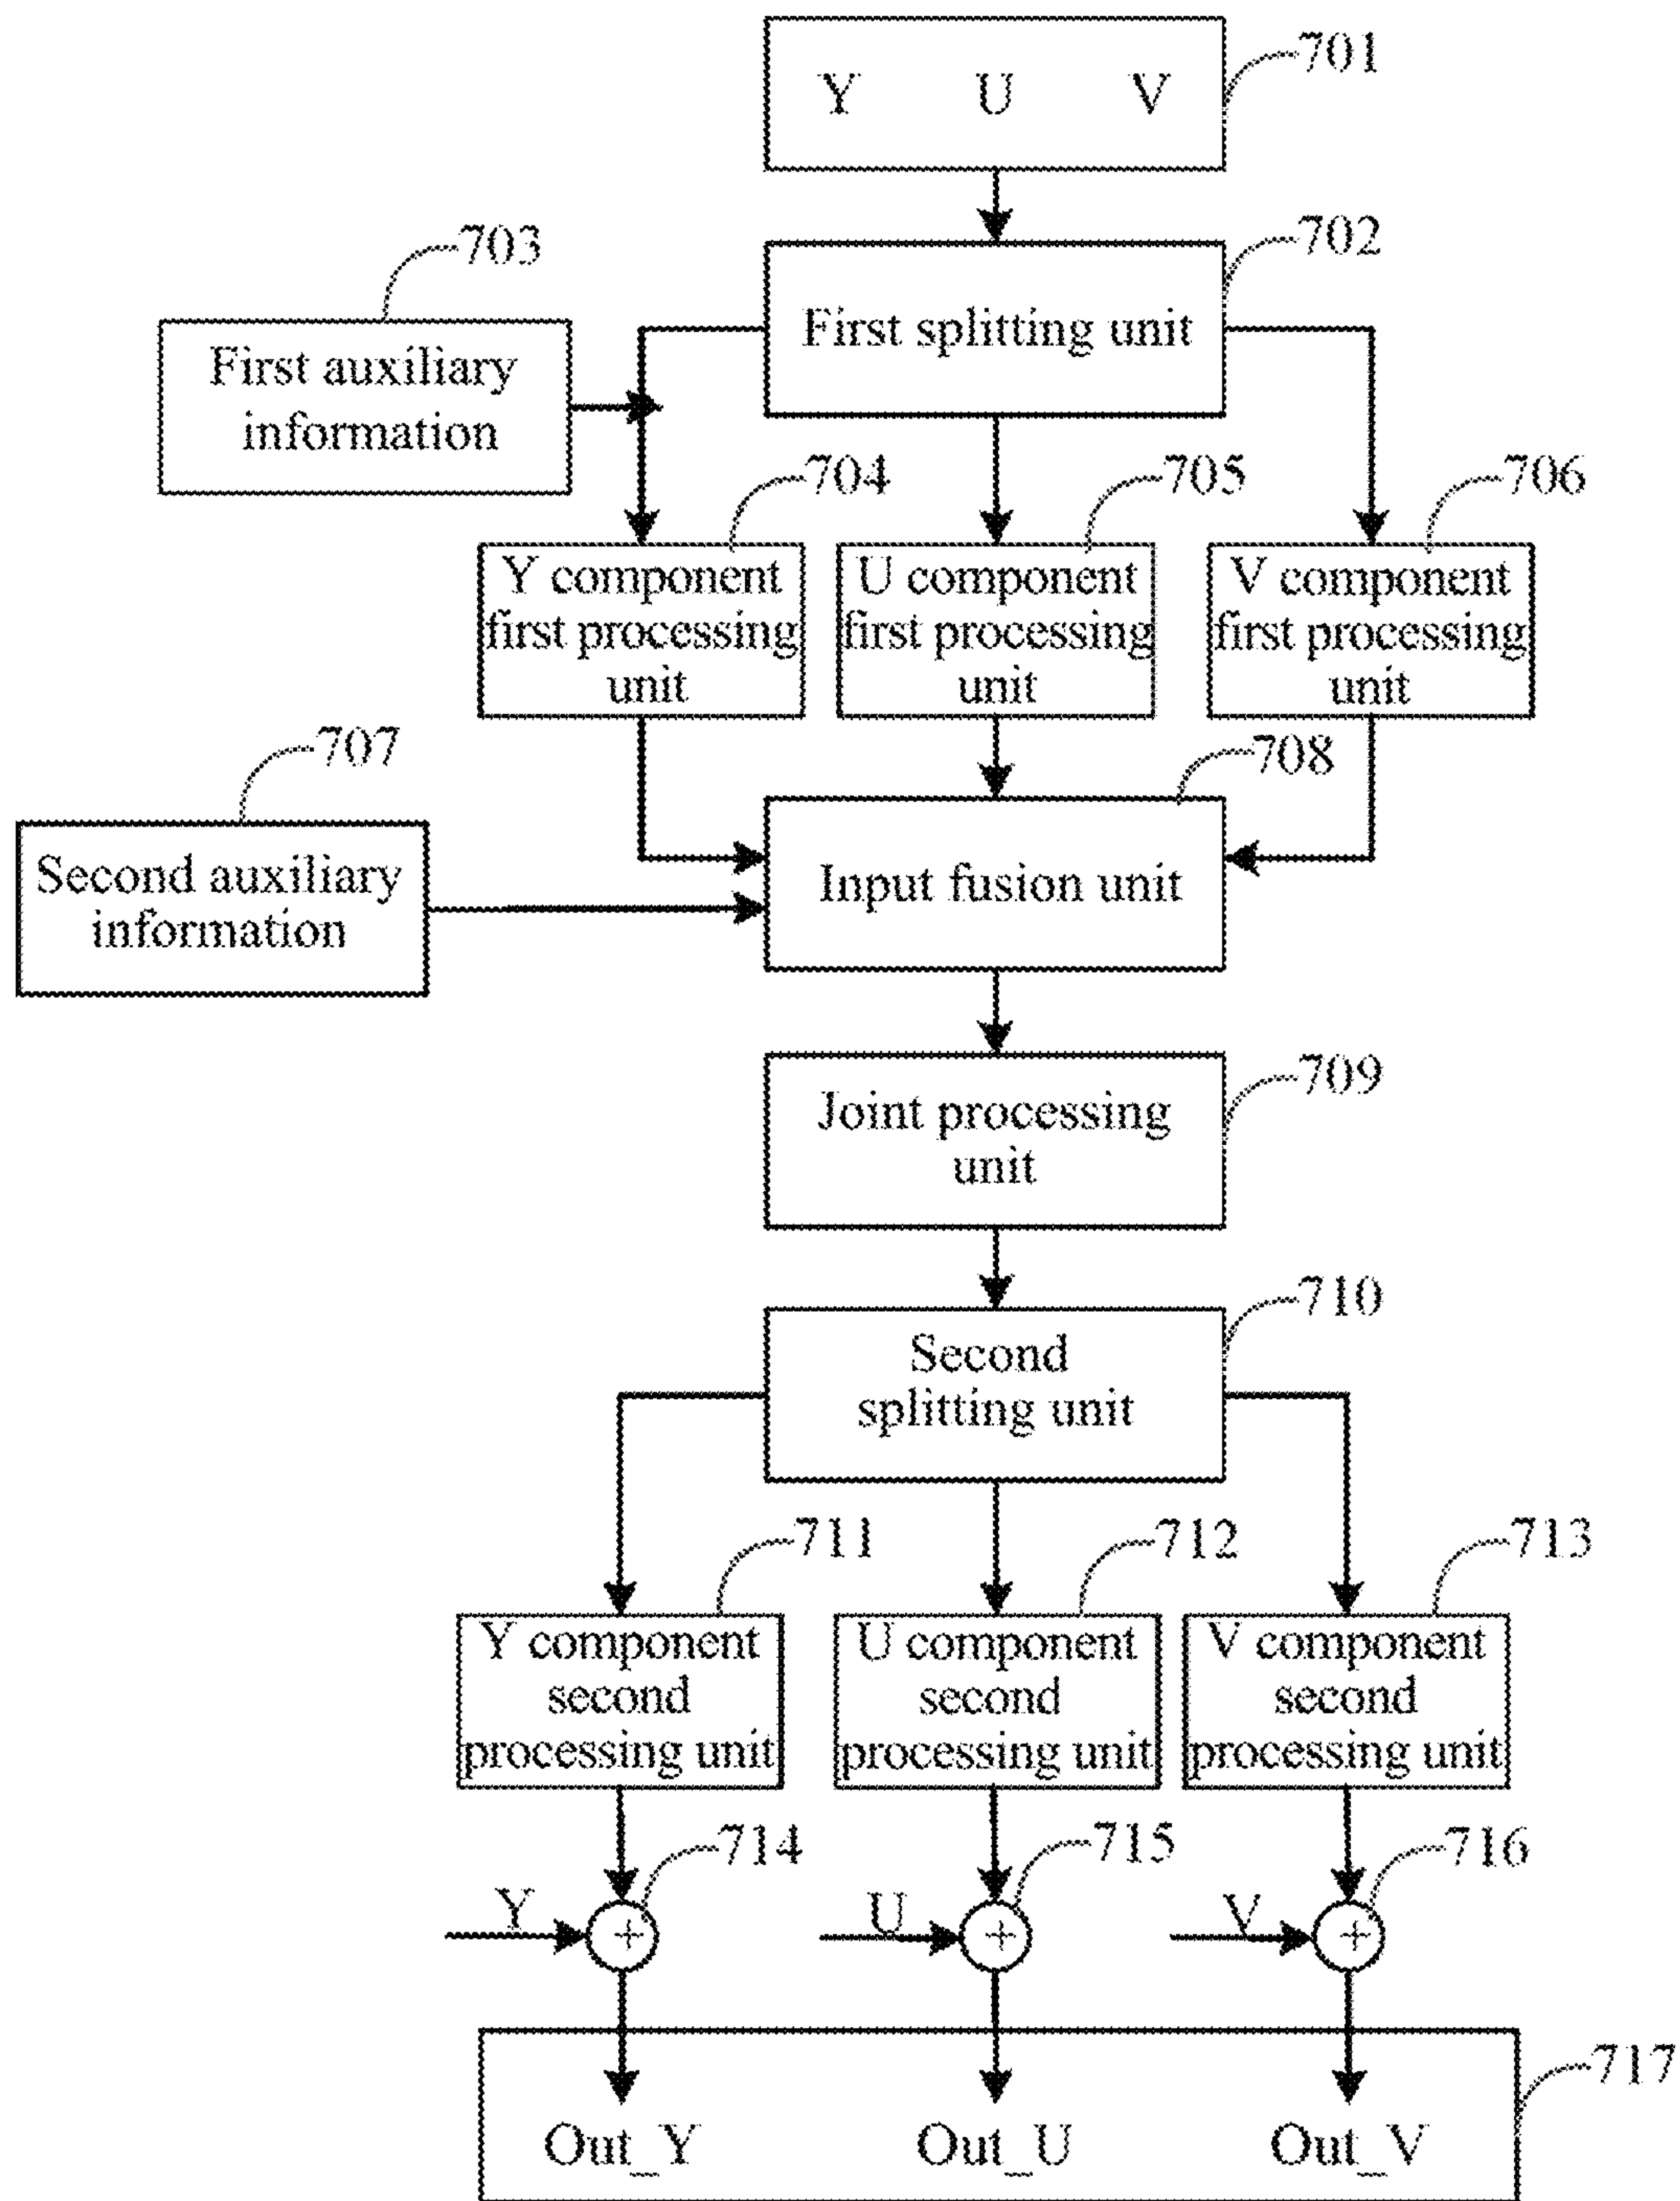 Y U V
701
702
703
First splitting unit
First auxiliary
information
704
705
706
Y component
first processing
unit
U component
first processing
unit
V component
first processing
unit
707
708
Second auxiliary
information
Input fusion unit
709
Joint processing
unit
710
Second
splitting unit
711
712
713
Y component
second
processing unit
U component
second
processing unit
V component
second
processing unit
714
715
716
Y
+
U
+
V
+
717
Out_Y
Out_U
Out_V